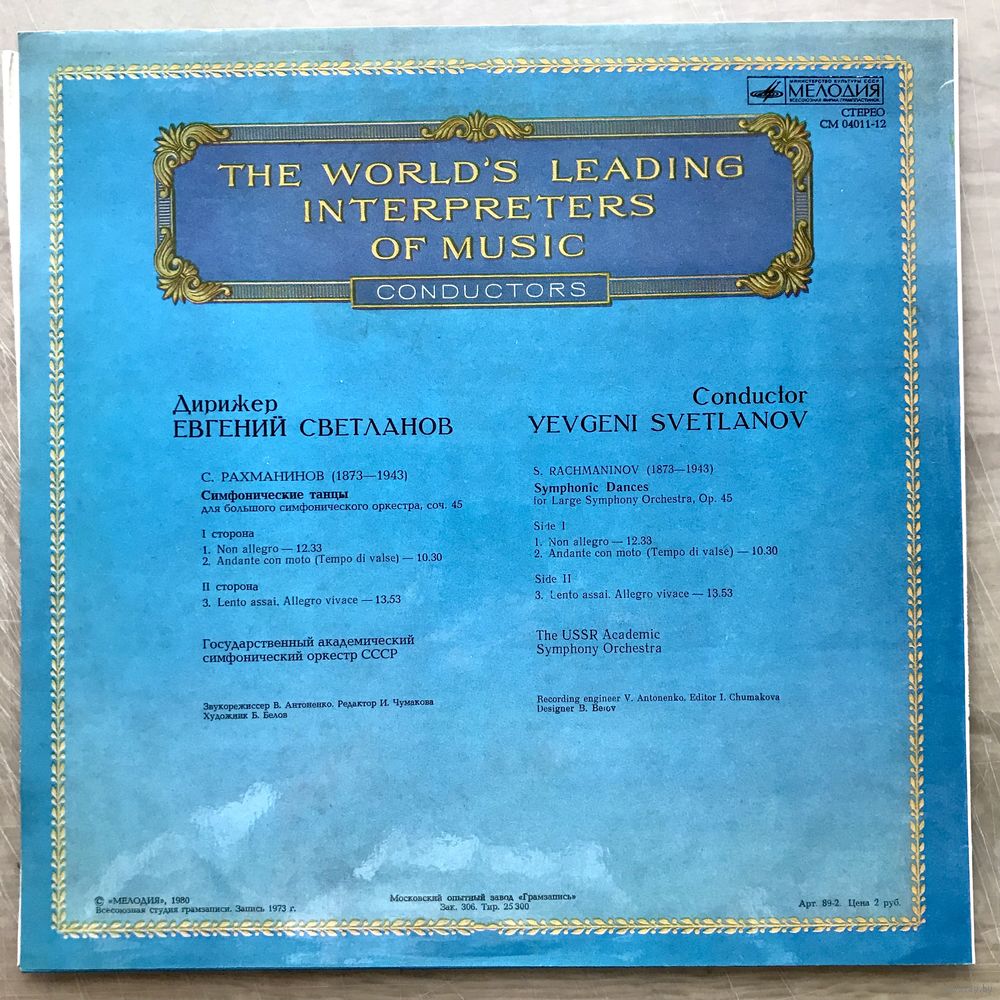 МИНИСТЕРСТВО КУЛЬТУРЫ СССР
МЕЛОДИЯ
ВСЕСОЮЗНАЯ ФИРМА ГРАМПЛАСТИНОК
СТЕРЕО
СМ 04011-12
THE WORLD'S LEADING
INTERPRETERS
OF MUSIC
CONDUCTORS
Дирижер
ЕВГЕНИЙ СВЕТЛАНОВ
С. РАХМАНИНОВ (1873—1943)
Симфонические танцы
для большого симфонического оркестра, соч. 45
I сторона
1. Non allegro — 12.33
2. Andante con moto (Tempo di valse) — 10.30
II сторона
3. Lento assai. Allegro vivace — 13.53
Государственный академический
симфонический оркестр СССР
Звукорежиссер В. Антоненко. Редактор И. Чумакова
Художник Б. Белов
Conductor
YEVGENI SVETLANOV
S. RACHMANINOV (1873—1943)
Symphonic Dances
for Large Symphony Orchestra, Op. 45
Side I
1. Non allegro — 12.33
2. Andante con moto (Tempo di valse) — 10.30
Side II
3. Lento assai. Allegro vivace — 13.53
The USSR Academic
Symphony Orchestra
Recording engineer V. Antonenko. Editor I. Chumakova
Designer B. Belov
© «МЕЛОДИЯ», 1980
Всесоюзная студия грамзаписи. Запись 1973 г.
Московский опытный завод «Грамзапись»
Зак. 306. Тир. 25 300
Арт. 89-2. Цена 2 руб.